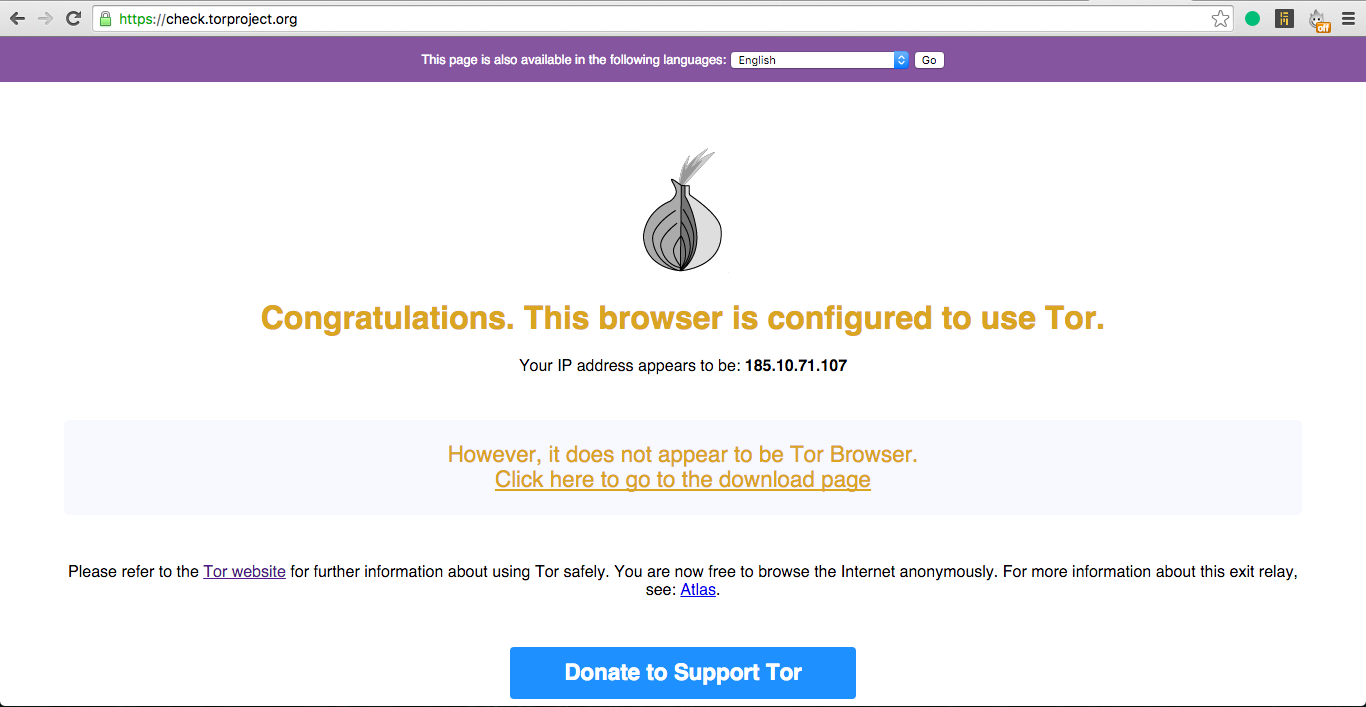 https://check.torproject.org
off
This page is also available in the following languages: English Go
Congratulations. This browser is configured to use Tor.
Your IP address appears to be: 185.10.71.107
However, it does not appear to be Tor Browser.
Click here to go to the download page
Please refer to the Tor website for further information about using Tor safely. You are now free to browse the Internet anonymously. For more information about this exit relay,
see: Atlas.
Donate to Support Tor